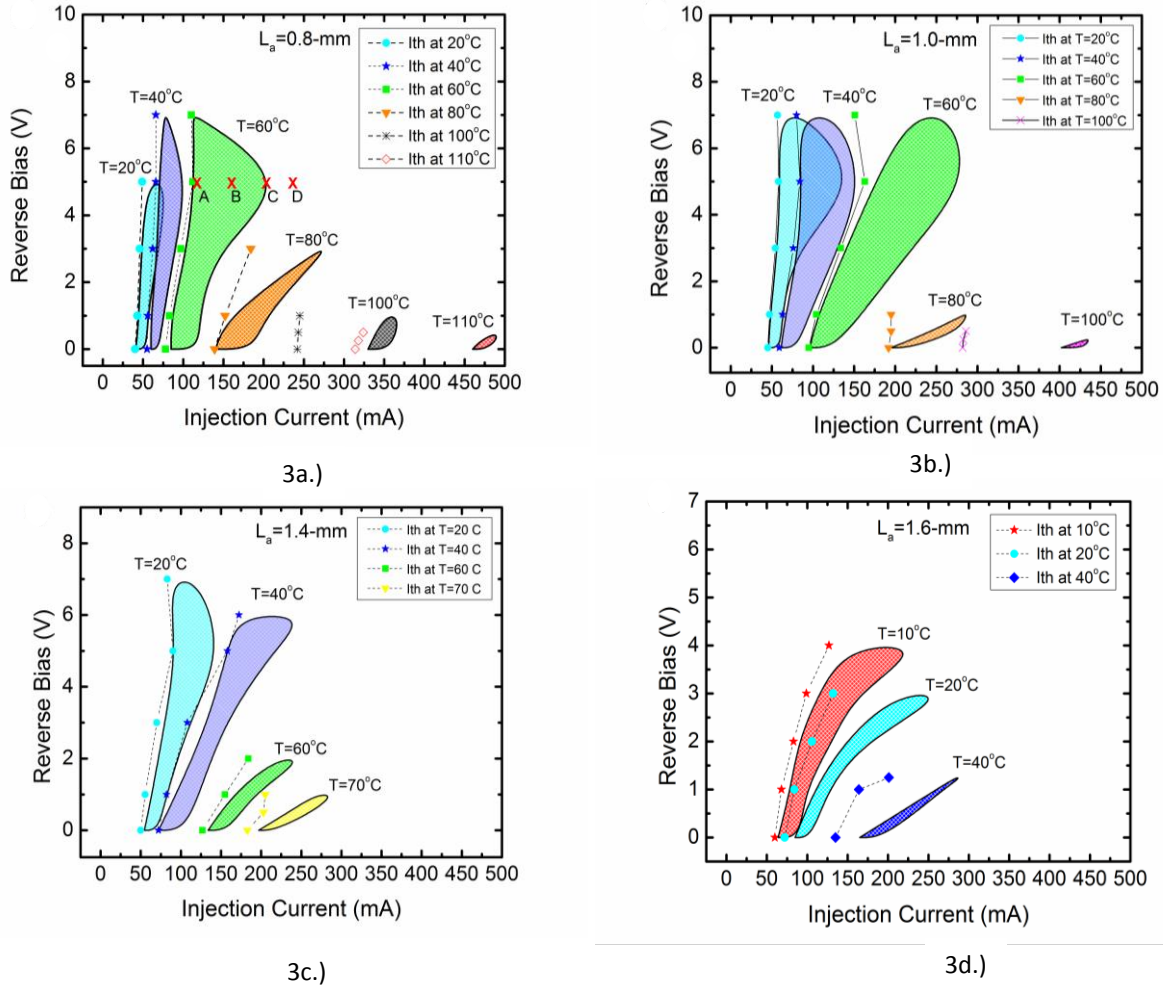 Lₐ=0.8-mm
Ith at 20°C
Ith at 40°C
Ith at 60°C
Ith at 80°C
Ith at 100°C
Ith at 110°C
T=40°C
T=60°C
T=20°C
A B C D
T=80°C
T=100°C
T=110°C
10
8
6
4
2
0
Reverse Bias (V)
0 50 100 150 200 250 300 350 400 450 500
Injection Current (mA)
3a.)
Lₐ=1.0-mm
Ith at T=20°C
Ith at T=40°C
Ith at T=60°C
Ith at T=80°C
Ith at T=100°C
T=20°C
T=40°C
T=60°C
T=80°C
T=100°C
10
8
6
4
2
0
Reverse Bias (V)
0 50 100 150 200 250 300 350 400 450 500
Injection Current (mA)
3b.)
Lₐ=1.4-mm
Ith at T=20 C
Ith at T=40 C
Ith at T=60 C
Ith at T=70 C
T=20°C
T=40°C
T=60°C
T=70°C
8
6
4
2
0
Reverse Bias (V)
0 50 100 150 200 250 300 350 400 450 500
Injection Current (mA)
3c.)
Lₐ=1.6-mm
Ith at 10°C
Ith at 20°C
Ith at 40°C
T=10°C
T=20°C
T=40°C
7
6
5
4
3
2
1
0
Reverse Bias (V)
0 50 100 150 200 250 300 350 400 450 500
Injection Current (mA)
3d.)